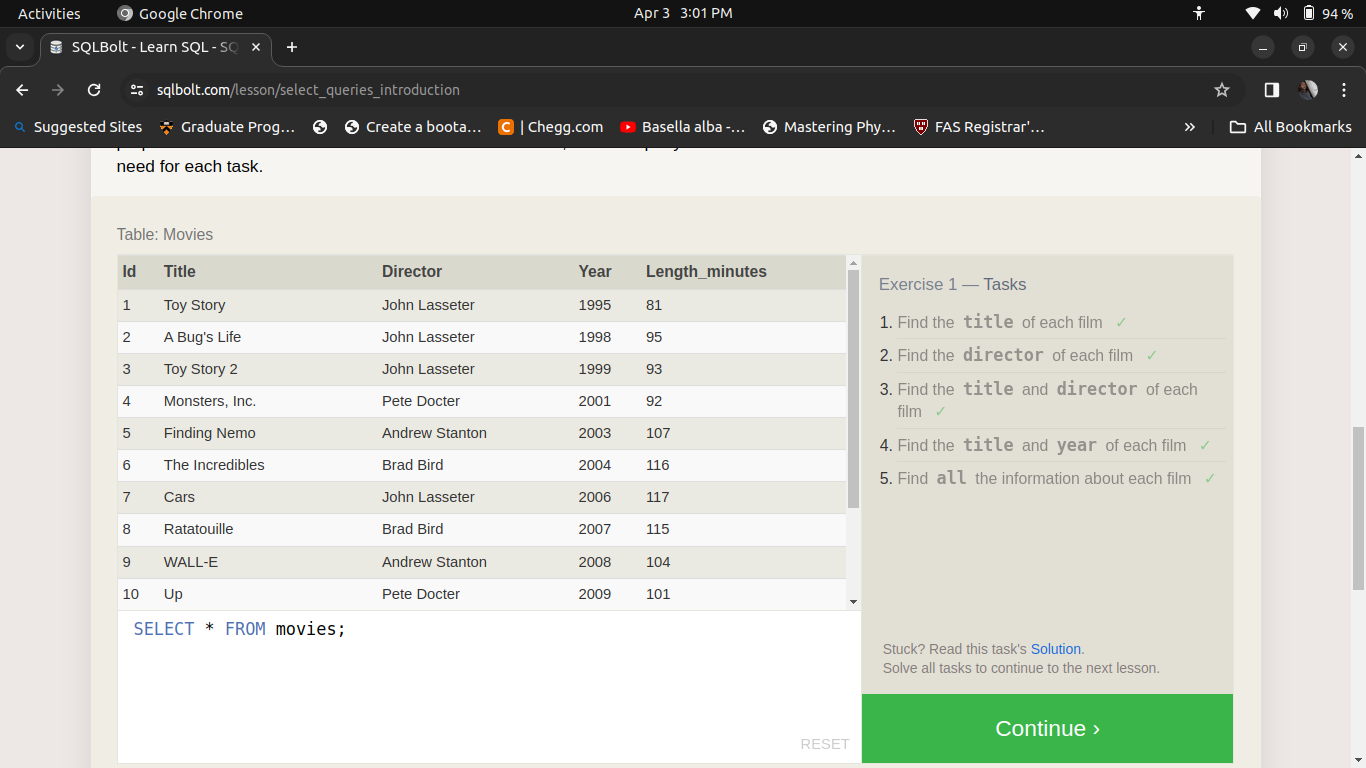 Activities Google Chrome Apr 3 3:01 PM 94 %
SQLBolt - Learn SQL - SQ
sqlbolt.com/lesson/select_queries_introduction
Suggested Sites Graduate Prog… Create a boota… | Chegg.com Basella alba -… Mastering Phy… FAS Registrar'… » All Bookmarks
need for each task.
Table: Movies
Id Title Director Year Length_minutes
1 Toy Story John Lasseter 1995 81
2 A Bug's Life John Lasseter 1998 95
3 Toy Story 2 John Lasseter 1999 93
4 Monsters, Inc. Pete Docter 2001 92
5 Finding Nemo Andrew Stanton 2003 107
6 The Incredibles Brad Bird 2004 116
7 Cars John Lasseter 2006 117
8 Ratatouille Brad Bird 2007 115
9 WALL-E Andrew Stanton 2008 104
10 Up Pete Docter 2009 101
SELECT * FROM movies;
RESET
Exercise 1 — Tasks
1. Find the title of each film ✓
2. Find the director of each film ✓
3. Find the title and director of each
film ✓
4. Find the title and year of each film ✓
5. Find all the information about each film ✓
Stuck? Read this task's Solution.
Solve all tasks to continue to the next lesson.
Continue ›